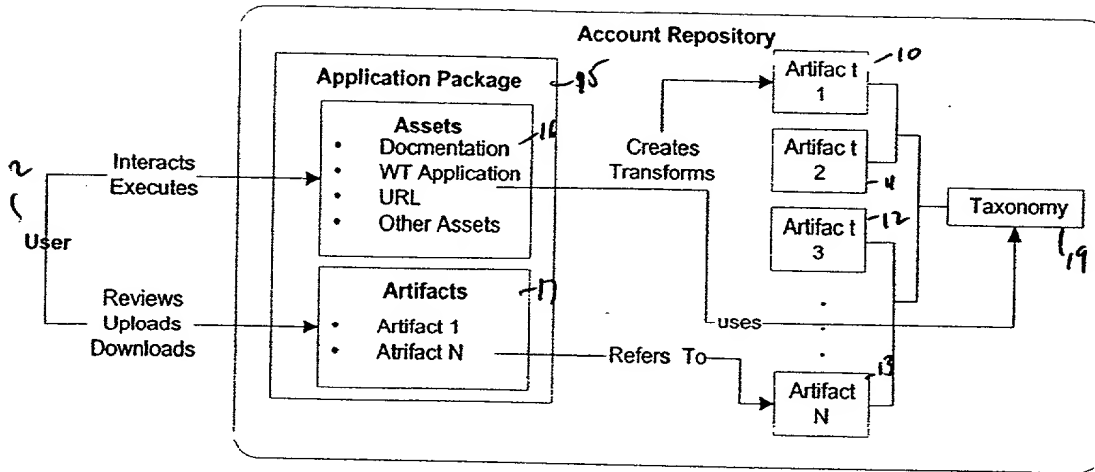 Account Repository
Application Package
95
Assets
• Docmentation
• WT Application
• URL
• Other Assets
16
Interacts
Executes
2
User
Reviews
Uploads
Downloads
Artifacts
17
• Artifact 1
• Atrifact N
Creates
Transforms
uses
Refers To
Artifac t
1
10
Artifac t
2
11
Artifac t
3
12
Artifact
N
13
Taxonomy
19